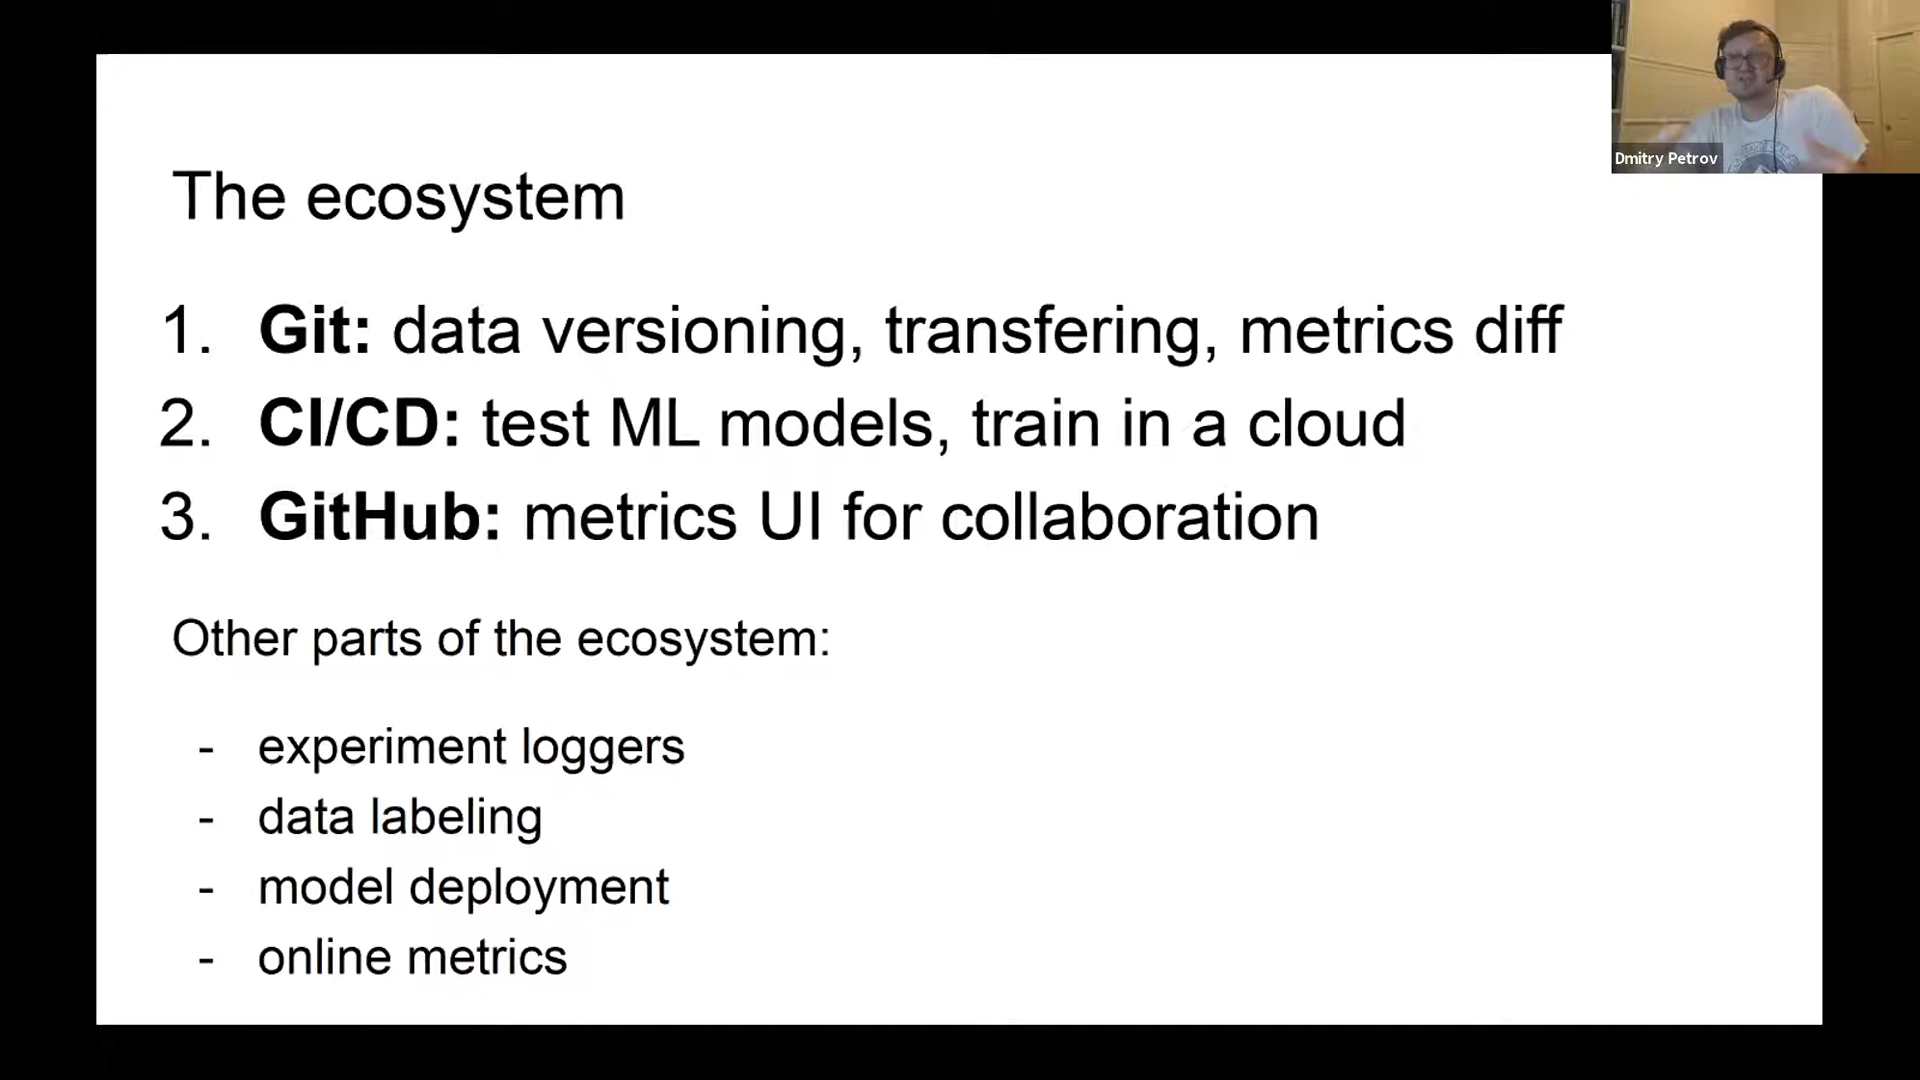 The ecosystem
1. Git: data versioning, transfering, metrics diff
2. CI/CD: test ML models, train in a cloud
3. GitHub: metrics UI for collaboration
Other parts of the ecosystem:
- experiment loggers
- data labeling
- model deployment
- online metrics
Dmitry Petrov